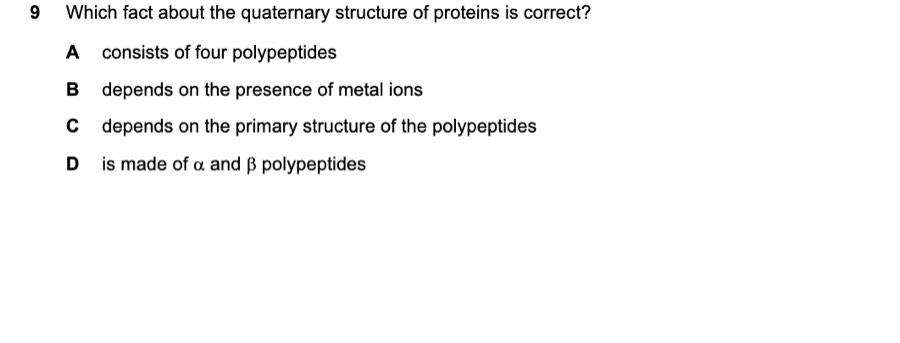 9 Which fact about the quaternary structure of proteins is correct?
A consists of four polypeptides
B depends on the presence of metal ions
C depends on the primary structure of the polypeptides
D is made of α and β polypeptides